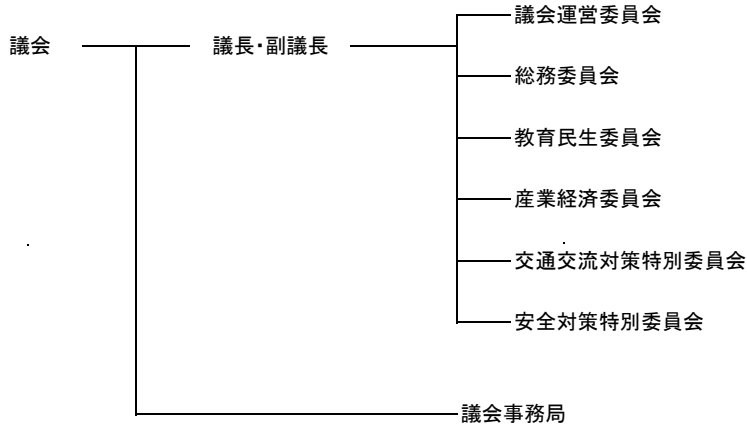 議会
議長・副議長
議会運営委員会
総務委員会
教育民生委員会
産業経済委員会
交通交流対策特別委員会
安全対策特別委員会
議会事務局